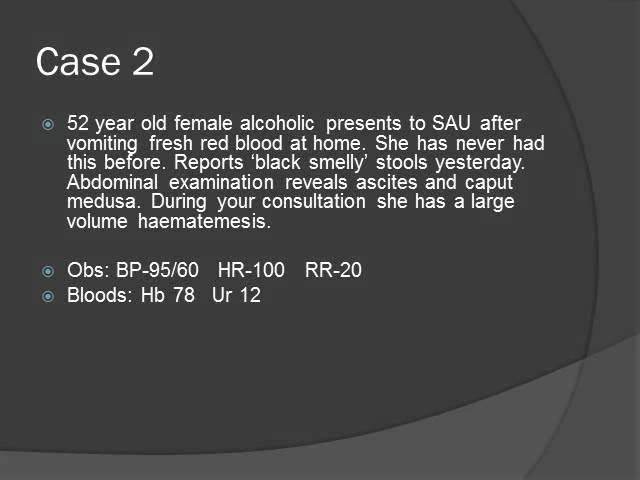 Case 2
52 year old female alcoholic presents to SAU after
vomiting fresh red blood at home. She has never had
this before. Reports ‘black smelly’ stools yesterday.
Abdominal examination reveals ascites and caput
medusa. During your consultation she has a large
volume haematemesis.
Obs: BP-95/60 HR-100 RR-20
Bloods: Hb 78 Ur 12